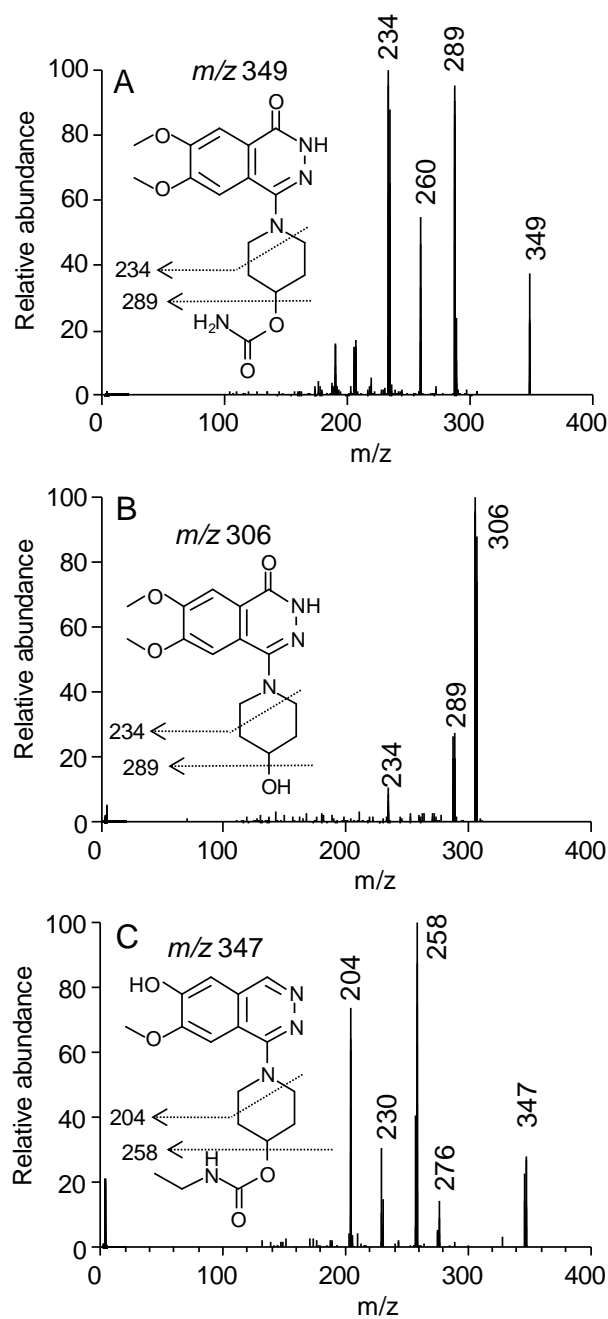 A
m/z 349
234
289
260
349
Relative abundance
100
80
60
40
20
0
O
O
O
NH
N
N
234
289
H2N
O
O
0
100
200
300
400
m/z
B
m/z 306
306
289
234
Relative abundance
100
80
60
40
20
0
O
O
O
NH
N
N
234
289
OH
0
100
200
300
400
m/z
C
m/z 347
204
258
230
276
347
Relative abundance
100
80
60
40
20
0
HO
O
N
N
N
204
258
H
N
O
O
0
100
200
300
400
m/z